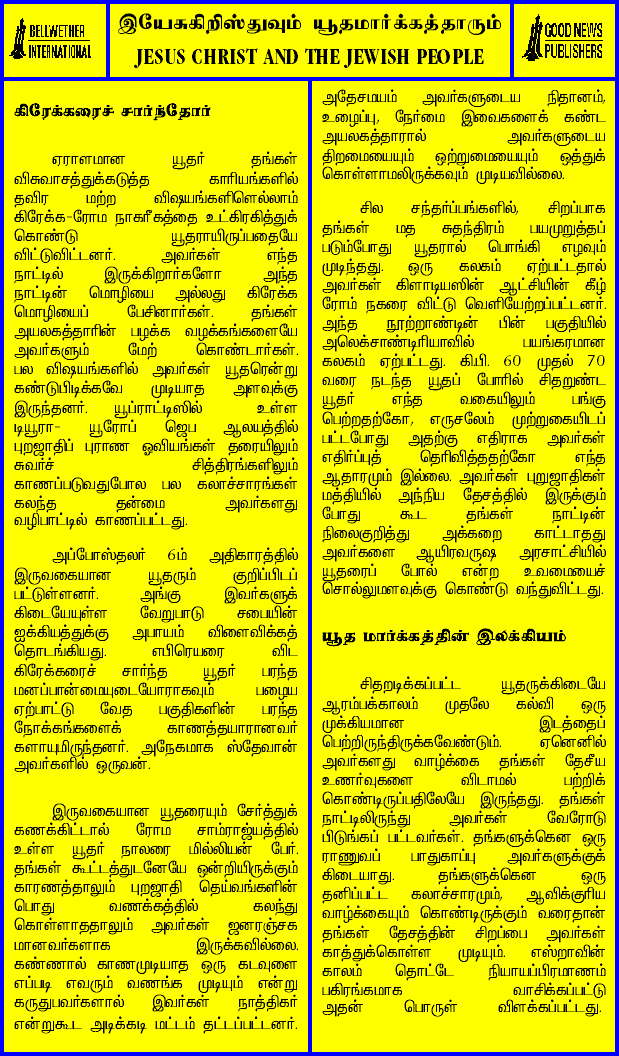 BELLWETHER
INTERNATIONAL
இயேசுகிறிஸ்துவும் யூதமார்க்கத்தாரும்
JESUS CHRIST AND THE JEWISH PEOPLE
GOOD NEWS
PUBLISHERS
கிரேக்கரைச் சார்ந்தோர்
ஏராளமான யூதர் தங்கள்
விசுவாசத்துக்கடுத்த காரியங்களில்
தவிர மற்ற விஷயங்களிளெல்லாம்
கிரேக்க-ரோம நாகரீகத்தை உட்கிரகித்துக்
கொண்டு யூதராயிருப்பதையே
விட்டுவிட்டனர். அவர்கள் எந்த
நாட்டில் இருக்கிறார்களோ அந்த
நாட்டின் மொழியை அல்லது கிரேக்க
மொழியைப் பேசினார்கள். தங்கள்
அயலகத்தாரின் பழக்க வழக்கங்களையே
அவர்களும் மேற் கொண்டார்கள்.
பல விஷயங்களில் அவர்கள் யூதரென்று
கண்டுபிடிக்கவே முடியாத அளவுக்கு
இருந்தனர். யூப்ராட்டிஸில் உள்ள
டியூரா- யூரோப் ஜெப ஆலயத்தில்
புறஜாதிப் புராண ஓவியங்கள் தரையிலும்
சுவர்ச் சித்திரங்களிலும்
காணப்படுவதுபோல பல கலாச்சாரங்கள்
கலந்த தன்மை அவர்களது
வழிபாட்டில் காணப்பட்டது.
அப்போஸ்தலர் 6ம் அதிகாரத்தில்
இருவகையான யூதரும் குறிப்பிடப்
பட்டுள்ளனர். அங்கு இவர்களுக்
கிடையேயுள்ள வேறுபாடு சபையின்
ஐக்கியத்துக்கு அபாயம் விளைவிக்கத்
தொடங்கியது. எபிரெயரை விட
கிரேக்கரைச் சார்ந்த யூதர் பரந்த
மனப்பான்மையுடையோராகவும் பழைய
ஏற்பாட்டு வேத பகுதிகளின் பரந்த
நோக்கங்களைக் காணத்தயாரானவர்
களாயுமிருந்தனர். அநேகமாக ஸ்தேவான்
அவர்களில் ஒருவன்.
இருவகையான யூதரையும் சேர்த்துக்
கணக்கிட்டால் ரோம சாம்ராஜ்யத்தில்
உள்ள யூதர் நாலரை மில்லியன் பேர்.
தங்கள் கூட்டத்துடனேயே ஒன்றியிருக்கும்
காரணத்தாலும் புறஜாதி தெய்வங்களின்
பொது வணக்கத்தில் கலந்து
கொள்ளாததாலும் அவர்கள் ஜனரஞ்சக
மானவர்களாக இருக்கவில்லை.
கண்ணால் காணமுடியாத ஒரு கடவுளை
எப்படி எவரும் வணங்க முடியும் என்று
கருதுபவர்களால் இவர்கள் நாத்திகர்
என்றுகூட அடிக்கடி மட்டம் தட்டப்பட்டனர்.
அதேசமயம் அவர்களுடைய நிதானம்,
உழைப்பு, நேர்மை இவைகளைக் கண்ட
அயலகத்தாரால் அவர்களுடைய
திறமையையும் ஒற்றுமையையும் ஒத்துக்
கொள்ளாமலிருக்கவும் முடியவில்லை.
சில சந்தர்ப்பங்களில், சிறப்பாக
தங்கள் மத சுதந்திரம் பயமுறுத்தப்
படும்போது யூதரால் பொங்கி எழவும்
முடிந்தது. ஒரு கலகம் ஏற்பட்டதால்
அவர்கள் கிளாடியஸின் ஆட்சியின் கீழ்
ரோம் நகரை விட்டு வெளியேற்றப்பட்டனர்.
அந்த நூற்றாண்டின் பின் பகுதியில்
அலெக்சாண்டிரியாவில் பயங்கரமான
கலகம் ஏற்பட்டது. கி.பி. 60 முதல் 70
வரை நடந்த யூதப் போரில் சிதறுண்ட
யூதர் எந்த வகையிலும் பங்கு
பெற்றதற்கோ, எருசலேம் முற்றுகையிடப்
பட்டபோது அதற்கு எதிராக அவர்கள்
எதிர்ப்புத் தெரிவித்ததற்கோ எந்த
ஆதாரமும் இல்லை. அவர்கள் புறஜாதிகள்
மத்தியில் அந்நிய தேசத்தில் இருக்கும்
போது கூட தங்கள் நாட்டின்
நிலைகுறித்து அக்கறை காட்டாதது
அவர்களை ஆயிரவருஷ அரசாட்சியில்
யூதரைப் போல் என்ற உவமையைச்
சொல்லுமளவுக்கு கொண்டு வந்துவிட்டது.
யூத மார்க்கத்தின் இலக்கியம்
சிதறடிக்கப்பட்ட யூதருக்கிடையே
ஆரம்பக்காலம் முதலே கல்வி ஒரு
முக்கியமான இடத்தைப்
பெற்றிருந்திருக்கவேண்டும். ஏனெனில்
அவர்களது வாழ்க்கை தங்கள் தேசீய
உணர்வுகளை விடாமல் பற்றிக்
கொண்டிருப்பதிலேயே இருந்தது. தங்கள்
நாட்டிலிருந்து அவர்கள் வேரோடு
பிடுங்கப் பட்டவர்கள். தங்களுக்கென ஒரு
ராணுவப் பாதுகாப்பு அவர்களுக்குக்
கிடையாது. தங்களுக்கென ஒரு
தனிப்பட்ட கலாச்சாரமும், ஆவிக்குரிய
வாழ்க்கையும் கொண்டிருக்கும் வரைதான்
தங்கள் தேசத்தின் சிறப்பை அவர்கள்
காத்துக்கொள்ள முடியும். எஸ்றாவின்
காலம் தொட்டே நியாயப்பிரமாணம்
பகிரங்கமாக வாசிக்கப்பட்டு
அதன் பொருள் விளக்கப்பட்டது.